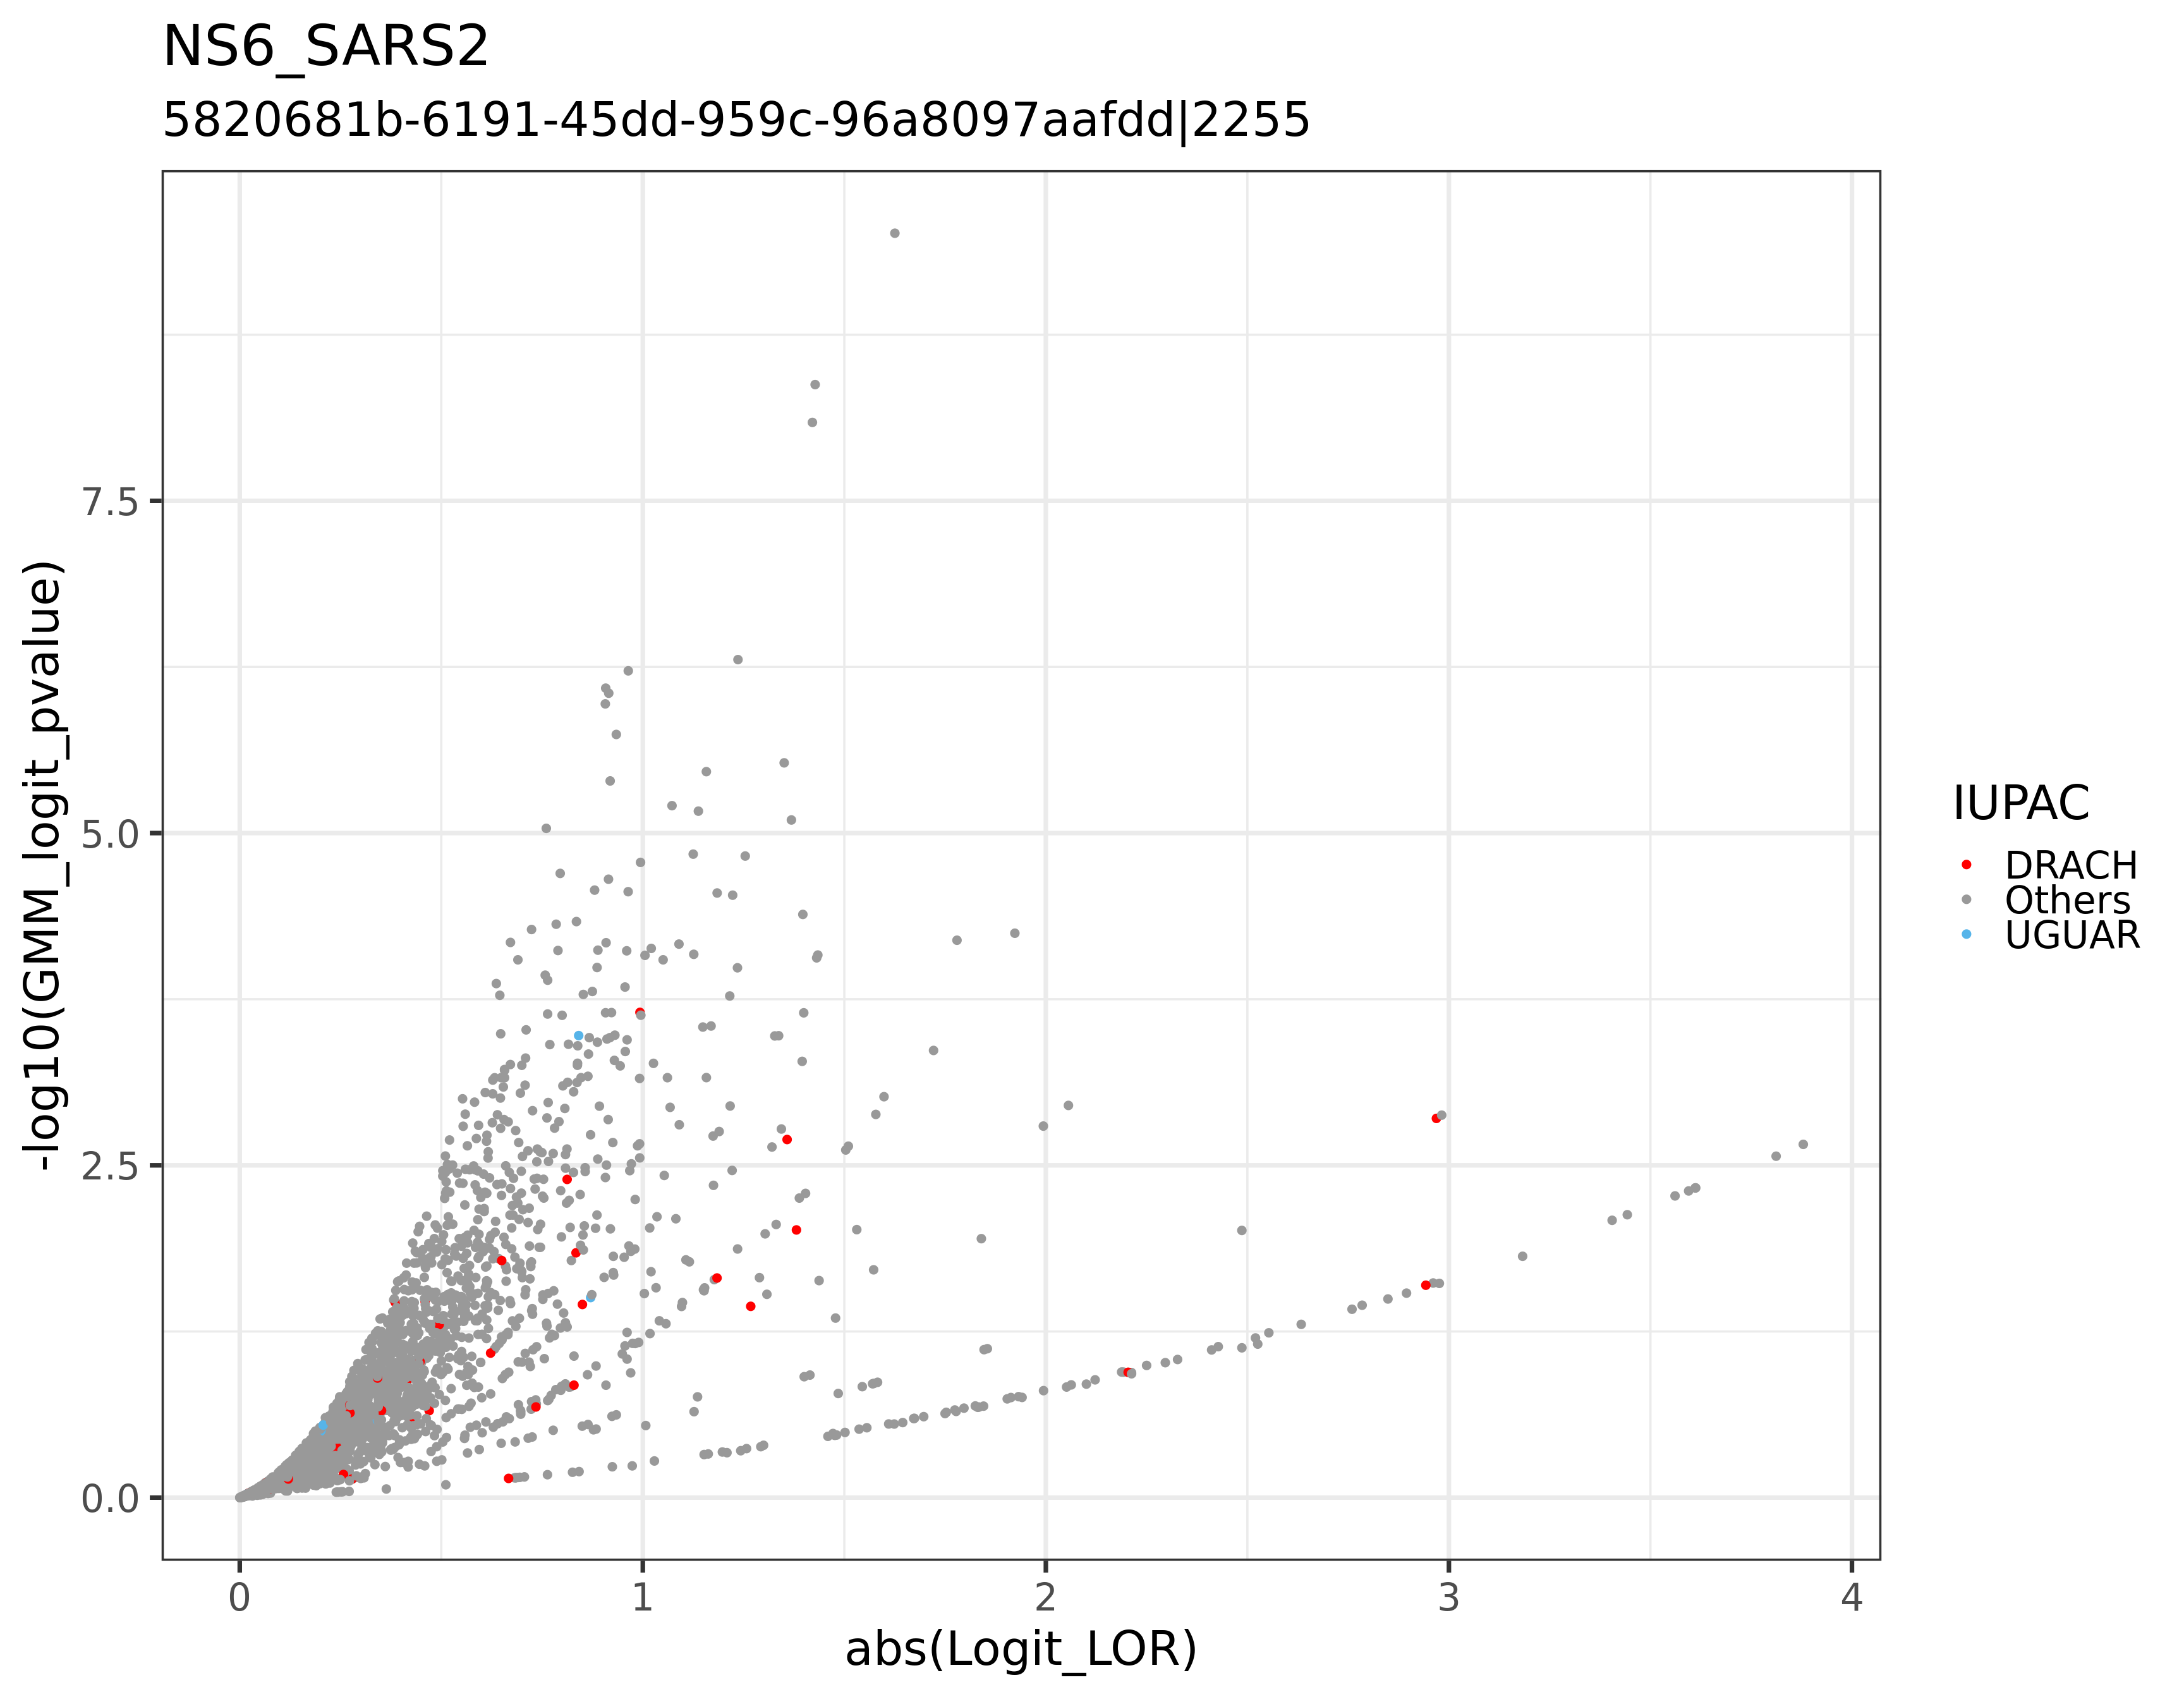 NS6_SARS2
5820681b-6191-45dd-959c-96a8097aafdd|2255
-log10(GMM_logit_pvalue)
7.5
5.0
2.5
0.0
0 1 2 3 4
abs(Logit_LOR)
IUPAC
DRACH
Others
UGUAR